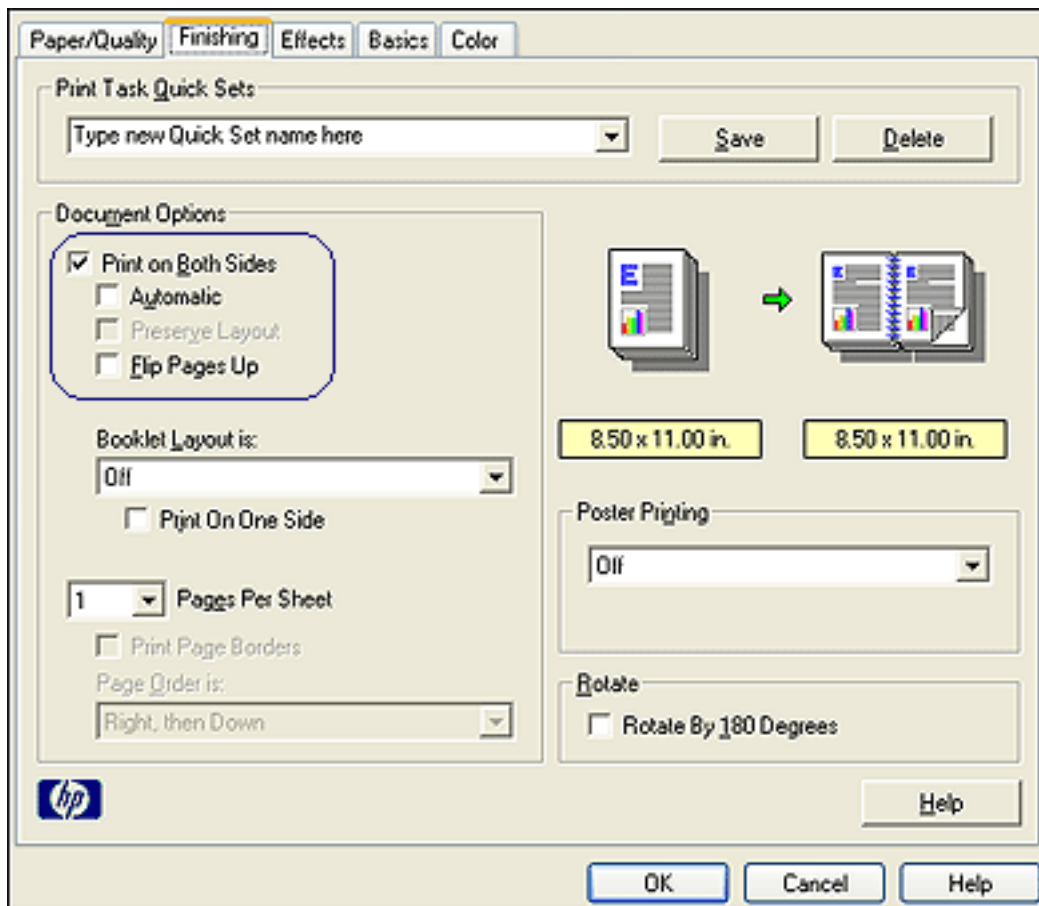 Paper/Quality Finishing Effects Basics Color
Print Task Quick Sets
Type new Quick Set name here
Save
Delete
Document Options
Print on Both Sides
Automatic
Preserve Layout
Flip Pages Up
Booklet Layout is:
Off
Print On One Side
1 Pages Per Sheet
Print Page Borders
Page Order is:
Right, then Down
E
E
E
8.50 x 11.00 in.
8.50 x 11.00 in.
Poster Printing
Off
Rotate
Rotate By 180 Degrees
hp
Help
OK
Cancel
Help